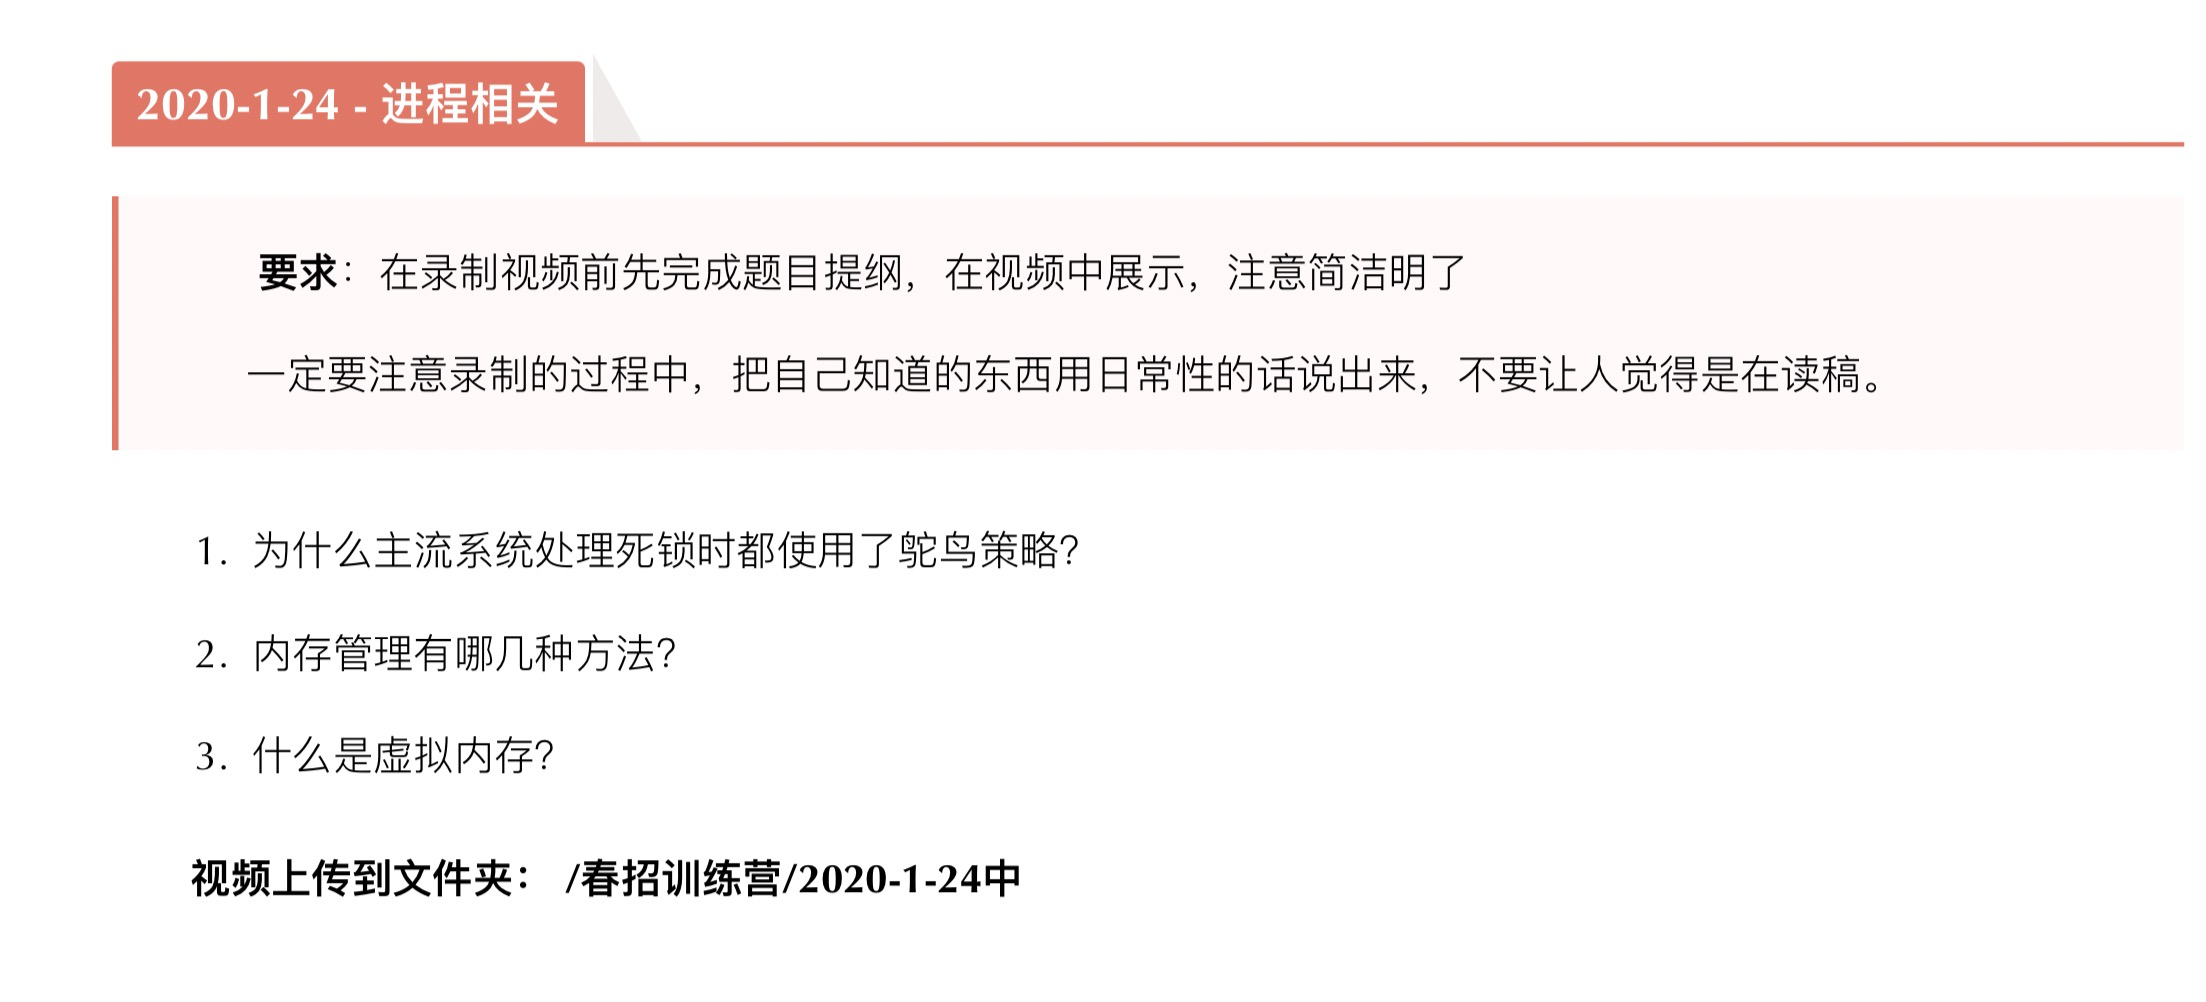 2020-1-24 - 进程相关
要求：在录制视频前先完成题目提纲，在视频中展示，注意简洁明了
一定要注意录制的过程中，把自己知道的东西用日常性的话说出来，不要让人觉得是在读稿。
1. 为什么主流系统处理死锁时都使用了鸵鸟策略？
2. 内存管理有哪几种方法？
3. 什么是虚拟内存？
视频上传到文件夹： /春招训练营/2020-1-24中